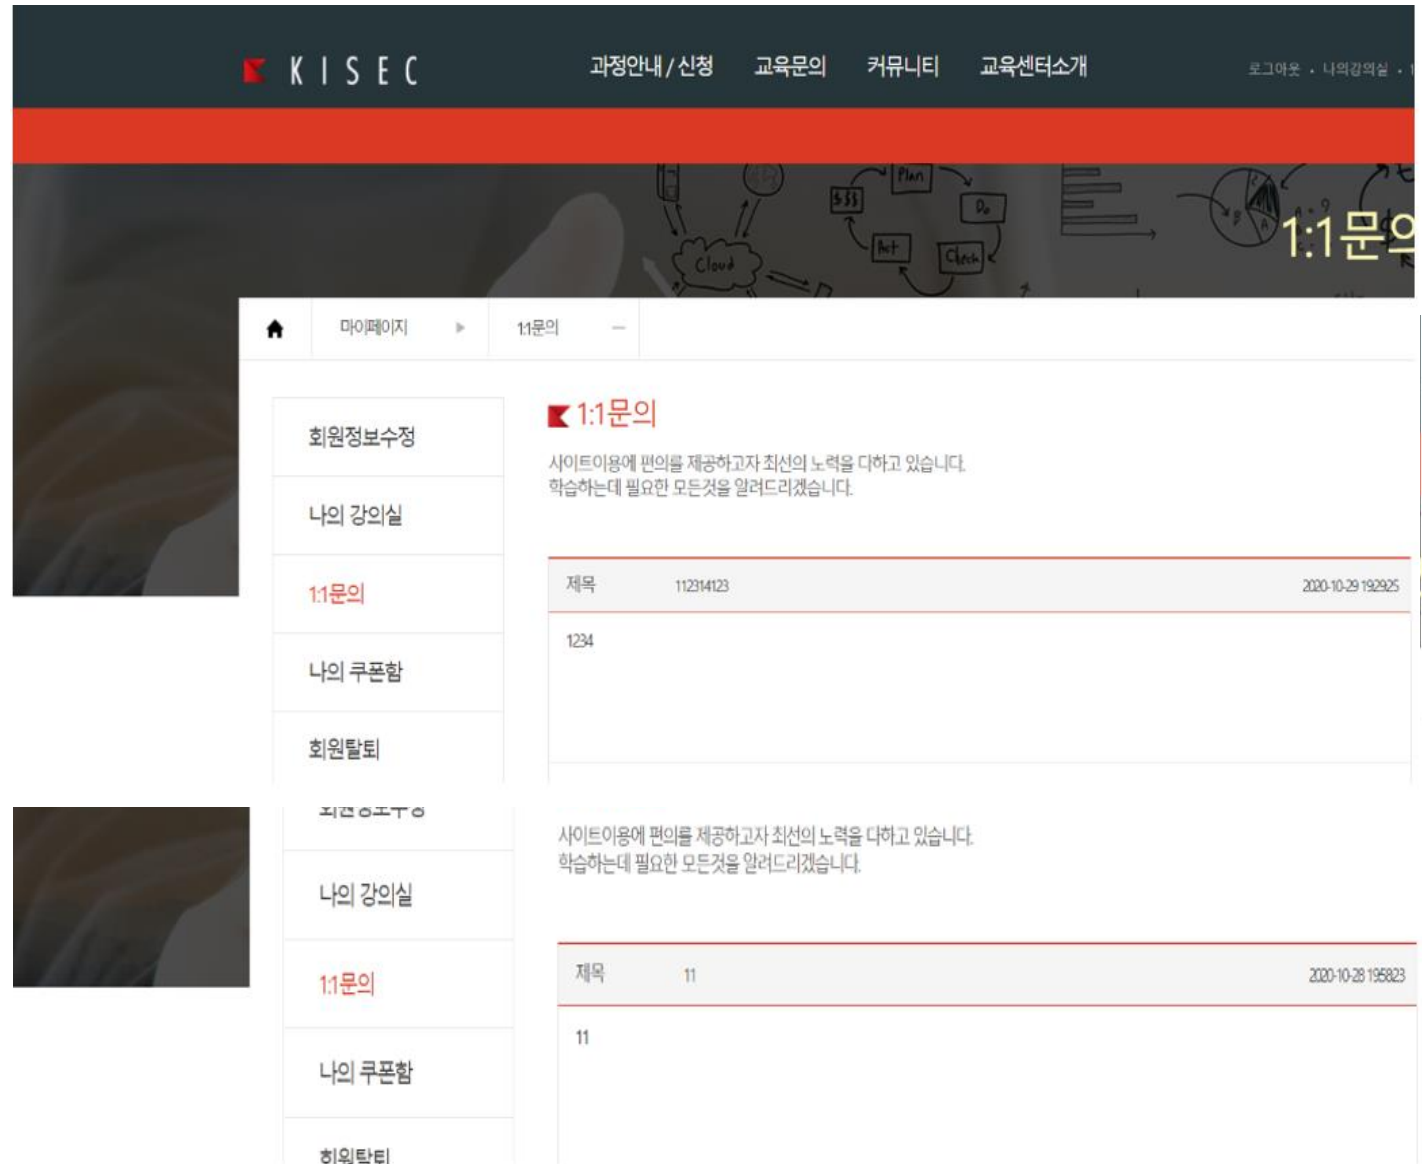 KISEC
과정안내 / 신청 교육문의 커뮤니티 교육센터소개
로그아웃 • 나의강의실 •
Plan
$$$
Do
Act
Check
Cloud
C
B
A
1:1문의
마이페이지 ▶ 1:1문의 —
회원정보수정
나의 강의실
1:1문의
나의 쿠폰함
회원탈퇴
1:1문의
사이트이용에 편의를 제공하고자 최선의 노력을 다하고 있습니다.
학습하는데 필요한 모든것을 알려드리겠습니다.
제목 112314123 2020-10-29 192925
1234
회원정보수정
나의 강의실
1:1문의
나의 쿠폰함
회원탈퇴
사이트이용에 편의를 제공하고자 최선의 노력을 다하고 있습니다.
학습하는데 필요한 모든것을 알려드리겠습니다.
제목 11 2020-10-28 195823
11